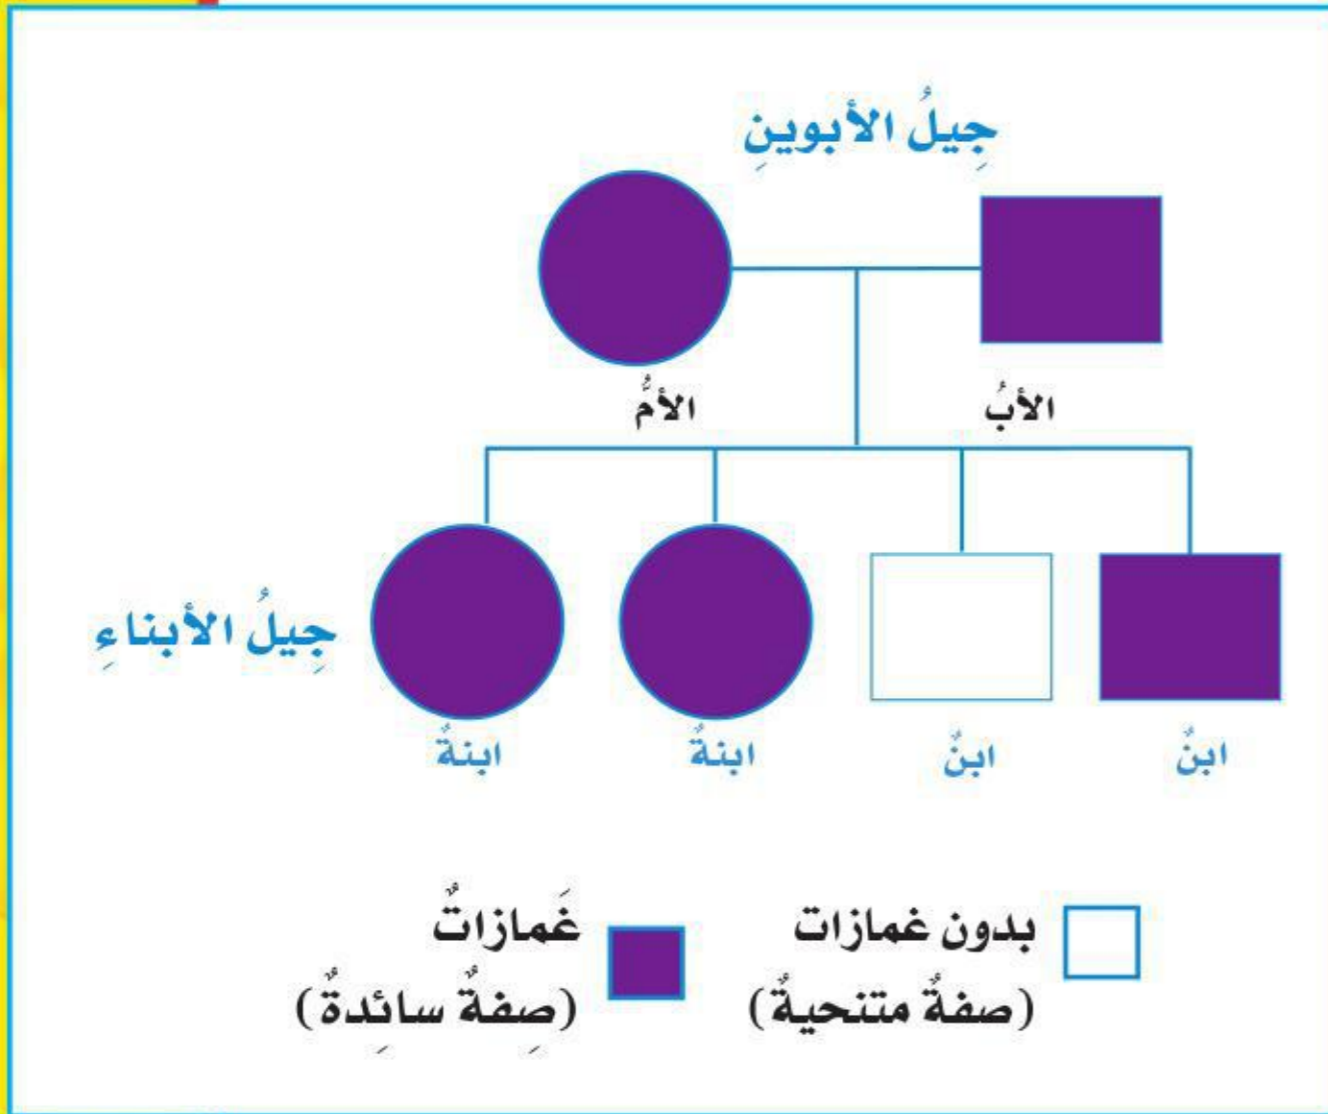 جِيلُ الأبوينِ
الأبُ
الأمُّ
جِيلُ الأبناءِ
ابنٌ
ابنٌ
ابنةٌ
ابنةٌ
بدون غمازات
(صفةٌ متنحيةٌ)
غَمازاتٌ
(صِفةٌ سائِدةٌ)